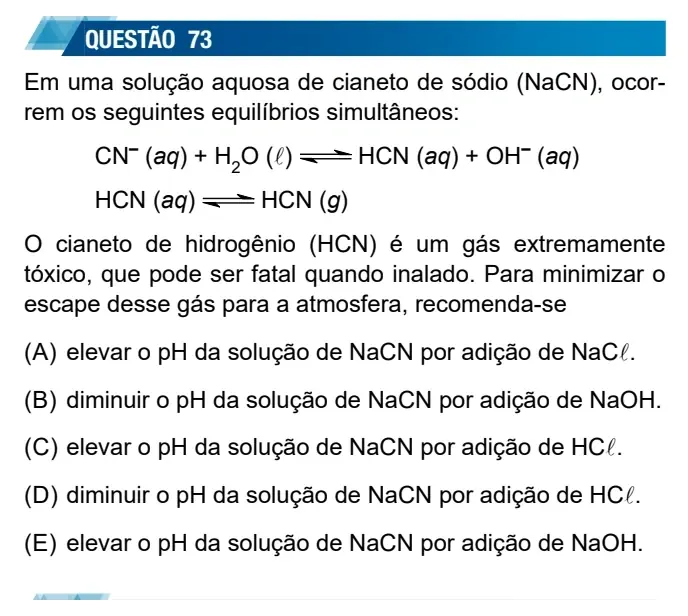 QUESTÃO 73
Em uma solução aquosa de cianeto de sódio (NaCN), ocor-
rem os seguintes equilíbrios simultâneos:
CN⁻ (aq) + H₂O (ℓ) ⇌ HCN (aq) + OH⁻ (aq)
HCN (aq) ⇌ HCN (g)
O cianeto de hidrogênio (HCN) é um gás extremamente
tóxico, que pode ser fatal quando inalado. Para minimizar o
escape desse gás para a atmosfera, recomenda-se
(A) elevar o pH da solução de NaCN por adição de NaCℓ.
(B) diminuir o pH da solução de NaCN por adição de NaOH.
(C) elevar o pH da solução de NaCN por adição de HCℓ.
(D) diminuir o pH da solução de NaCN por adição de HCℓ.
(E) elevar o pH da solução de NaCN por adição de NaOH.